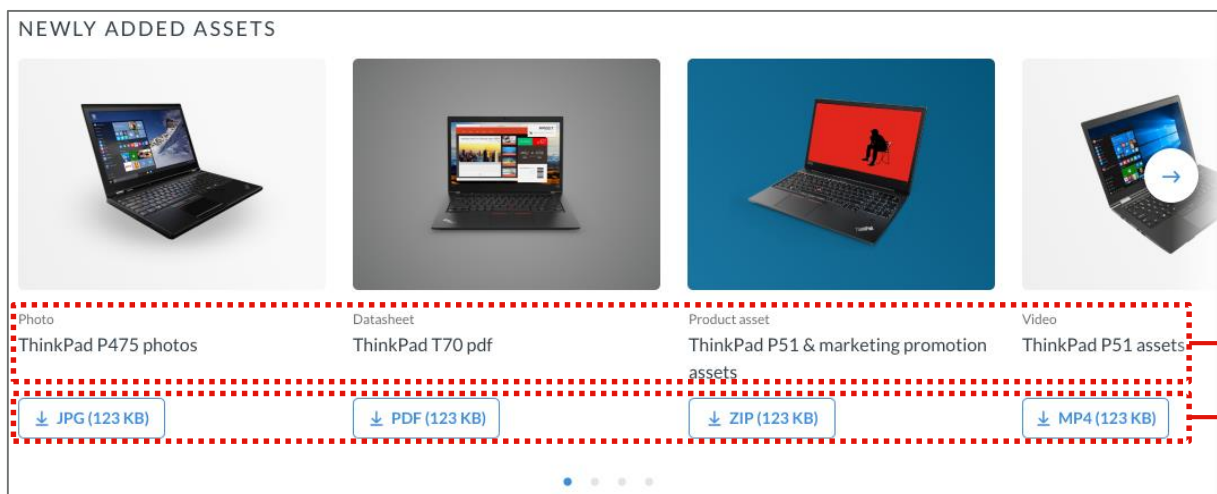 NEWLY ADDED ASSETS
Photo
ThinkPad P475 photos
JPG (123 KB)
Datasheet
ThinkPad T70 pdf
PDF (123 KB)
Product asset
ThinkPad P51 & marketing promotion
assets
ZIP (123 KB)
Video
ThinkPad P51 assets
MP4 (123 KB)